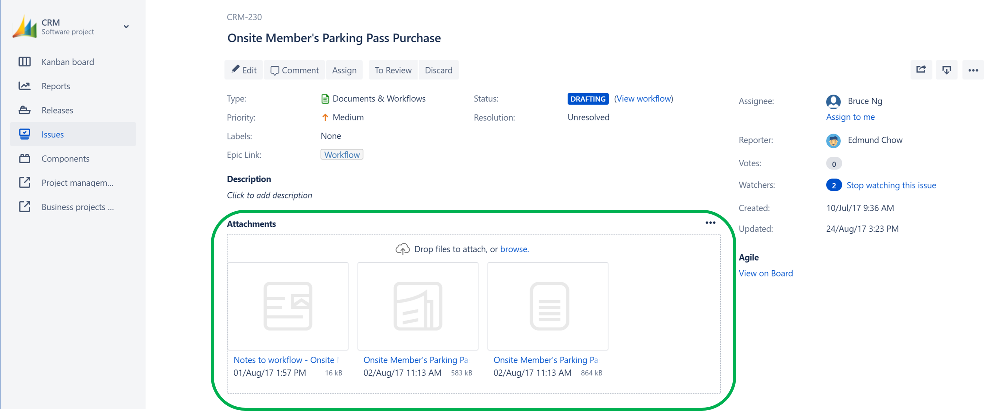 CRM
Software project
Kanban board
Reports
Releases
Issues
Components
Project managem...
Business projects ...
CRM-230
Onsite Member's Parking Pass Purchase
Edit Comment Assign To Review Discard
Type: Documents & Workflows
Priority: Medium
Labels: None
Epic Link: Workflow
Status: DRAFTING (View workflow)
Resolution: Unresolved
Description
Click to add description
Attachments
Drop files to attach, or browse.
Notes to workflow - Onsite
01/Aug/17 1:57 PM 16 kB
Onsite Member's Parking Pa
02/Aug/17 11:13 AM 583 kB
Onsite Member's Parking Pa
02/Aug/17 11:13 AM 864 kB
Assignee: Bruce Ng
Assign to me
Reporter: Edmund Chow
Votes: 0
Watchers: 2 Stop watching this issue
Created: 10/Jul/17 9:36 AM
Updated: 24/Aug/17 3:23 PM
Agile
View on Board